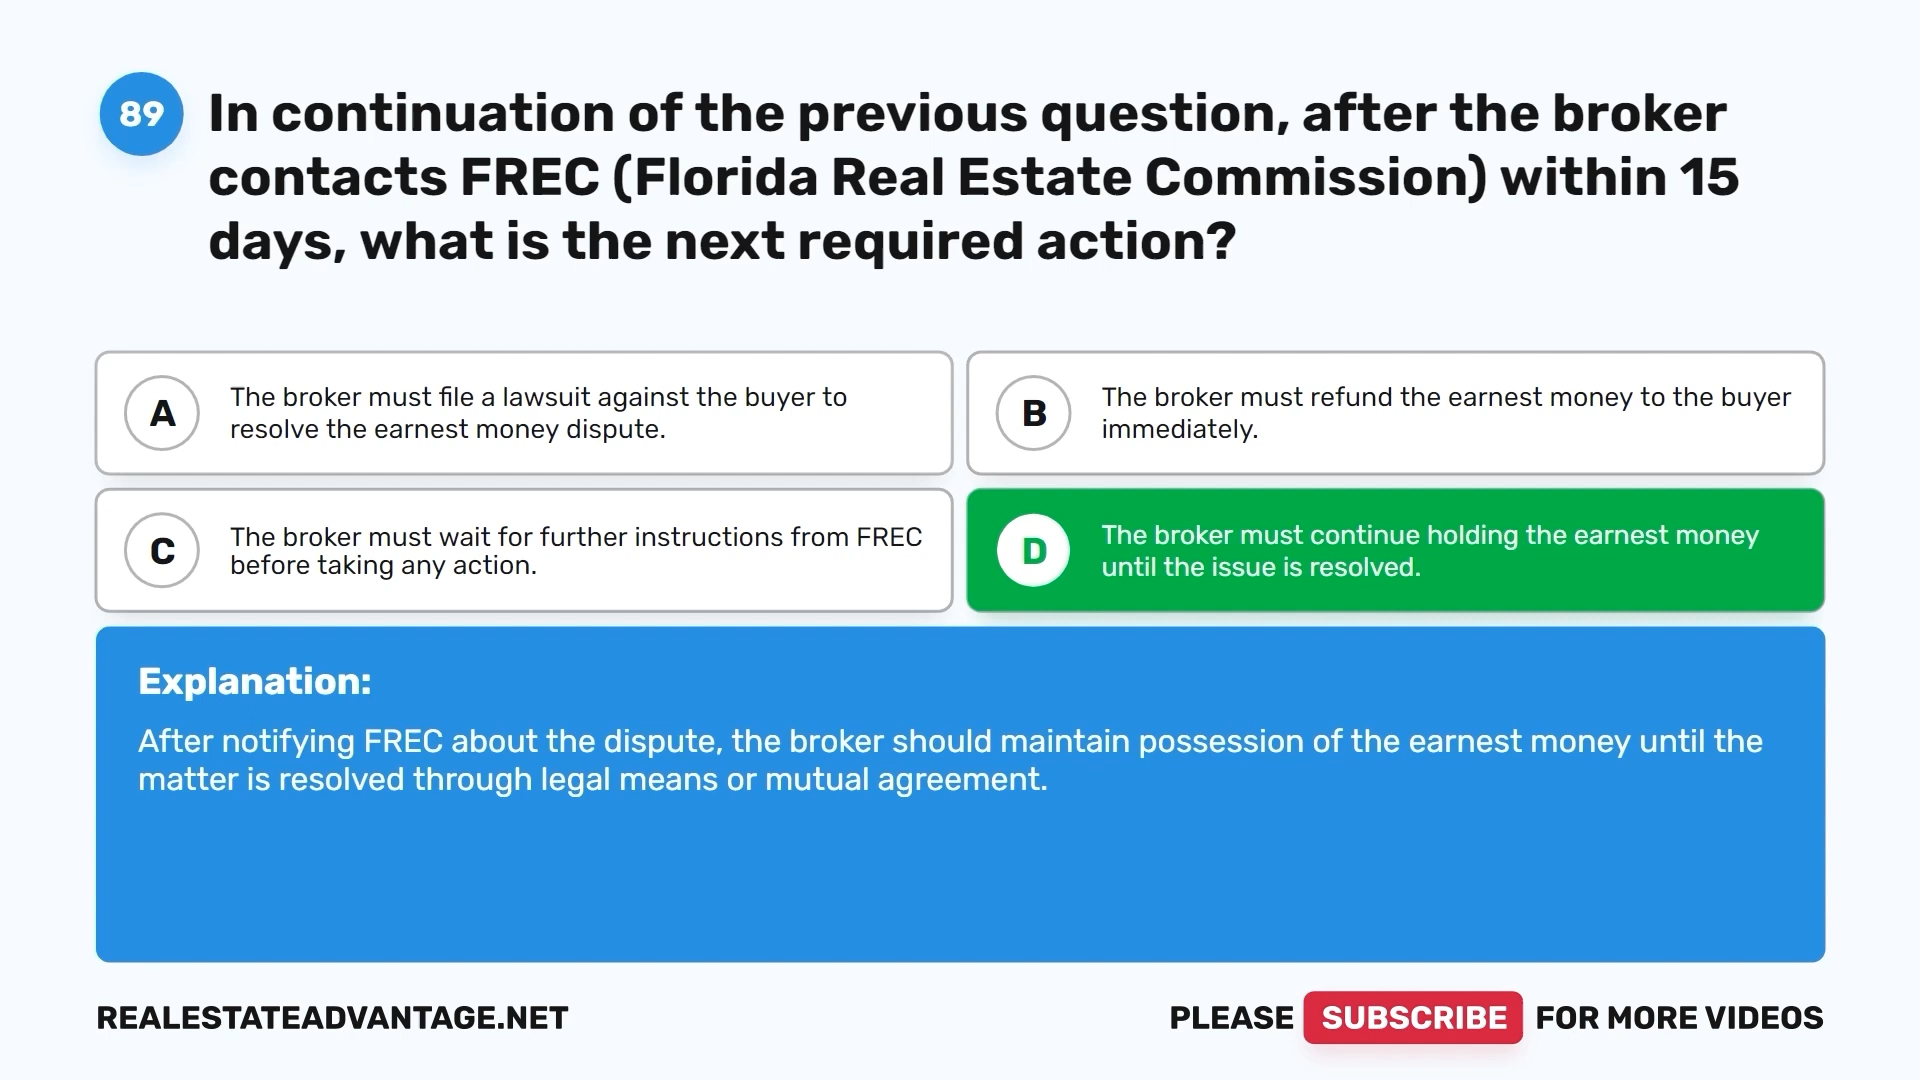 89
In continuation of the previous question, after the broker
contacts FREC (Florida Real Estate Commission) within 15
days, what is the next required action?
A
The broker must file a lawsuit against the buyer to
resolve the earnest money dispute.
B
The broker must refund the earnest money to the buyer
immediately.
C
The broker must wait for further instructions from FREC
before taking any action.
D
The broker must continue holding the earnest money
until the issue is resolved.
Explanation:
After notifying FREC about the dispute, the broker should maintain possession of the earnest money until the
matter is resolved through legal means or mutual agreement.
REALESTATEADVANTAGE.NET
PLEASE SUBSCRIBE FOR MORE VIDEOS